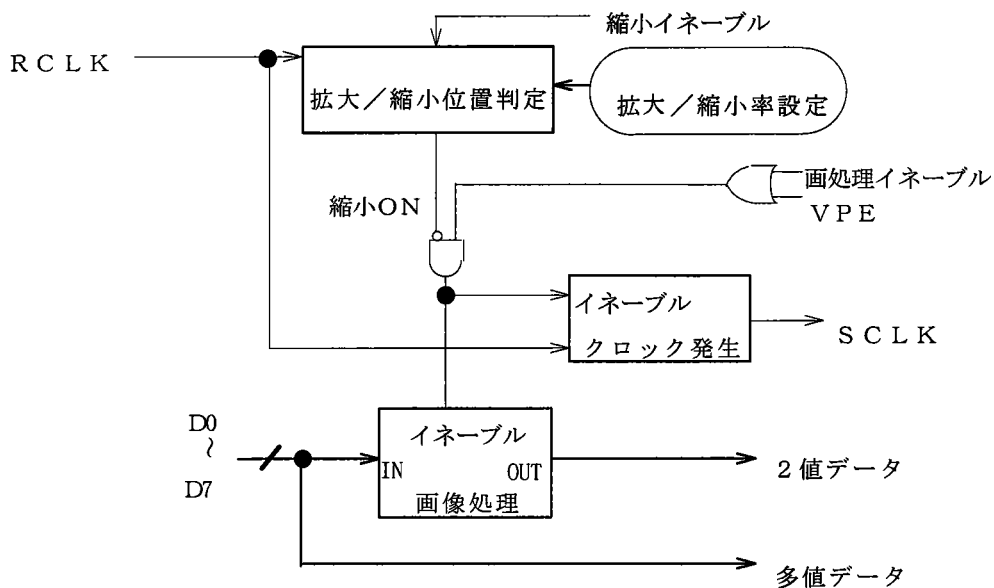 縮小イネーブル
RCLK
拡大／縮小位置判定
拡大／縮小率設定
画処理イネーブル
VPE
縮小ON
イネーブル
クロック発生
SCLK
D0
～
D7
イネーブル
IN
OUT
画像処理
2値データ
多値データ